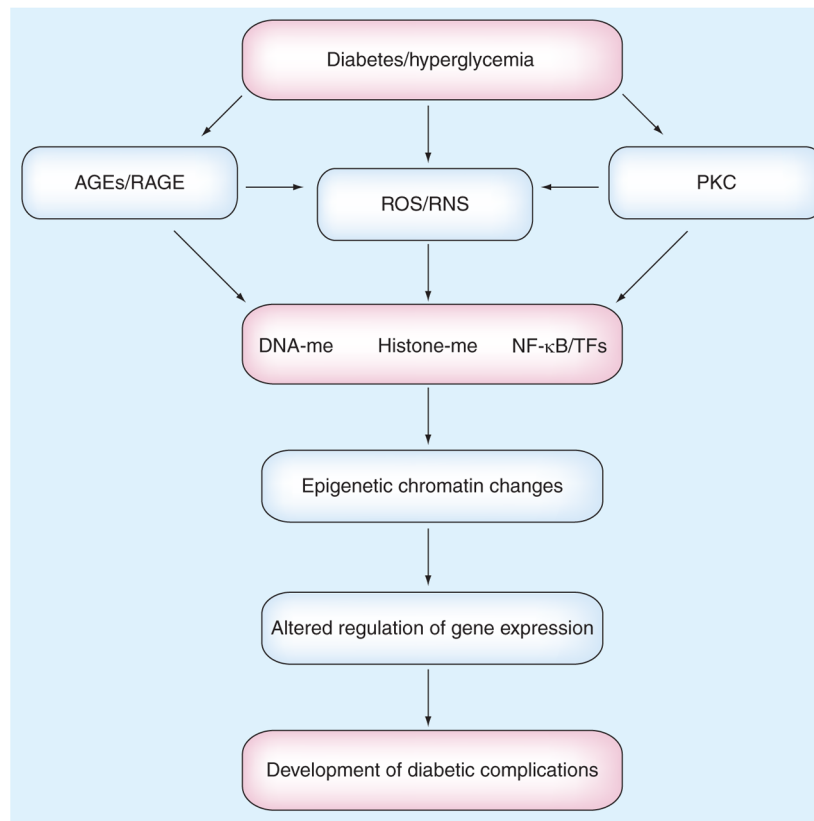 Diabetes/hyperglycemia
AGEs/RAGE
ROS/RNS
PKC
DNA-me Histone-me NF-κB/TFs
Epigenetic chromatin changes
Altered regulation of gene expression
Development of diabetic complications